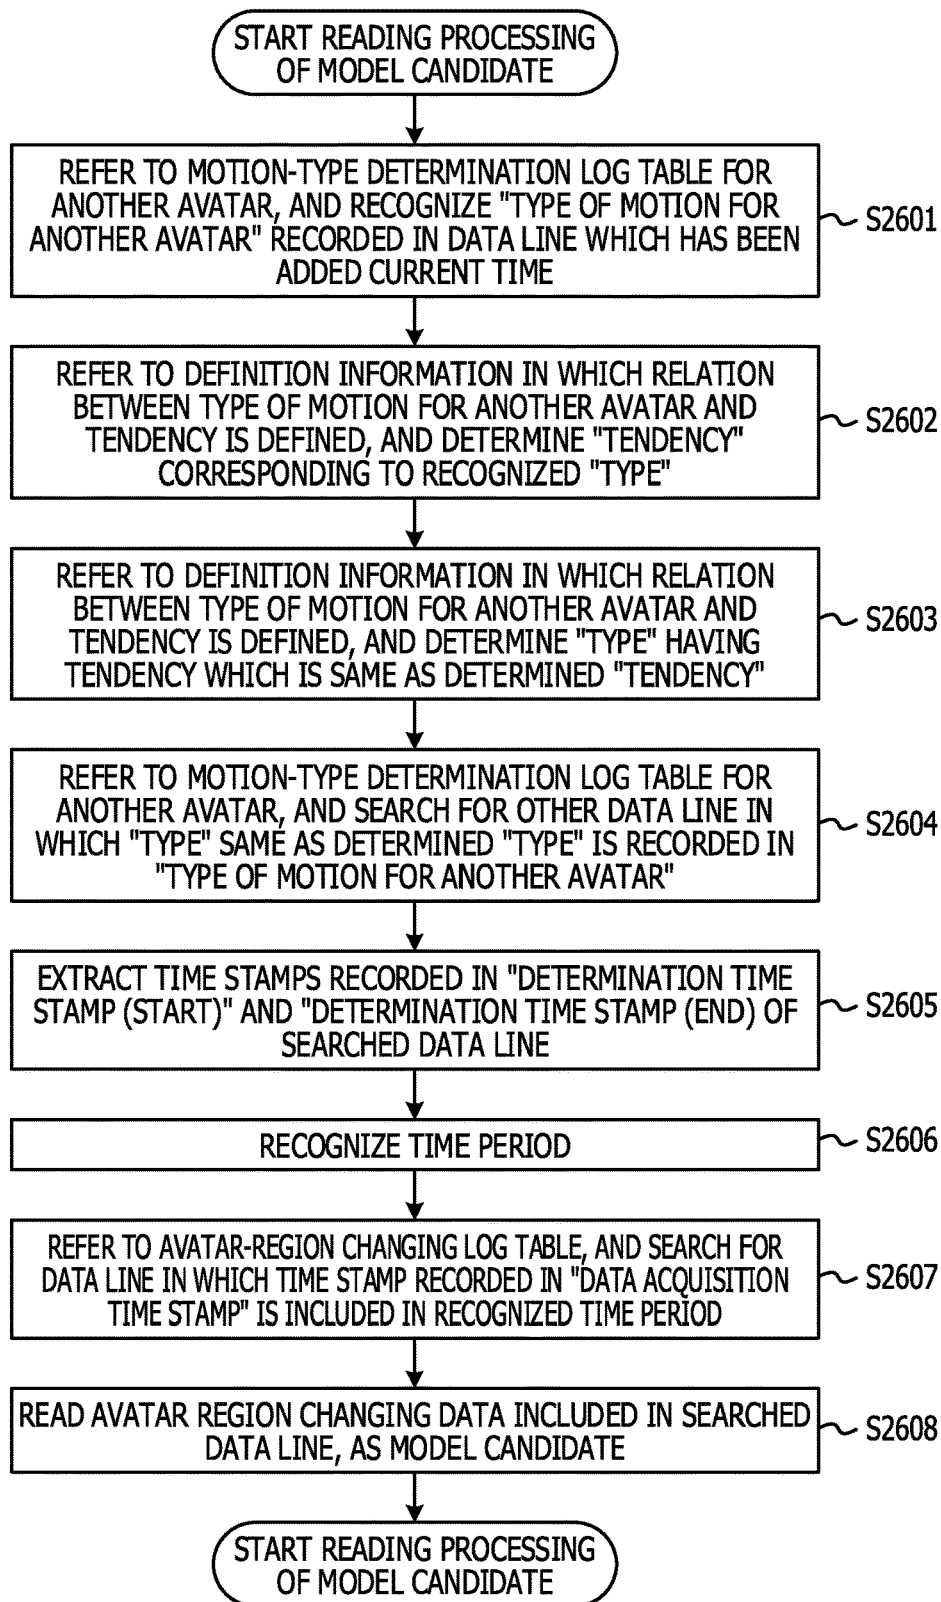 START READING PROCESSING
OF MODEL CANDIDATE
REFER TO MOTION-TYPE DETERMINATION LOG TABLE FOR
ANOTHER AVATAR, AND RECOGNIZE "TYPE OF MOTION FOR
ANOTHER AVATAR" RECORDED IN DATA LINE WHICH HAS BEEN
ADDED CURRENT TIME
S2601
REFER TO DEFINITION INFORMATION IN WHICH RELATION
BETWEEN TYPE OF MOTION FOR ANOTHER AVATAR AND
TENDENCY IS DEFINED, AND DETERMINE "TENDENCY"
CORRESPONDING TO RECOGNIZED "TYPE"
S2602
REFER TO DEFINITION INFORMATION IN WHICH RELATION
BETWEEN TYPE OF MOTION FOR ANOTHER AVATAR AND
TENDENCY IS DEFINED, AND DETERMINE "TYPE" HAVING
TENDENCY WHICH IS SAME AS DETERMINED "TENDENCY"
S2603
REFER TO MOTION-TYPE DETERMINATION LOG TABLE FOR
ANOTHER AVATAR, AND SEARCH FOR OTHER DATA LINE IN
WHICH "TYPE" SAME AS DETERMINED "TYPE" IS RECORDED IN
"TYPE OF MOTION FOR ANOTHER AVATAR"
S2604
EXTRACT TIME STAMPS RECORDED IN "DETERMINATION TIME
STAMP (START)" AND "DETERMINATION TIME STAMP (END) OF
SEARCHED DATA LINE
S2605
RECOGNIZE TIME PERIOD
S2606
REFER TO AVATAR-REGION CHANGING LOG TABLE, AND SEARCH FOR
DATA LINE IN WHICH TIME STAMP RECORDED IN "DATA ACQUISITION
TIME STAMP" IS INCLUDED IN RECOGNIZED TIME PERIOD
S2607
READ AVATAR REGION CHANGING DATA INCLUDED IN SEARCHED
DATA LINE, AS MODEL CANDIDATE
S2608
START READING PROCESSING
OF MODEL CANDIDATE